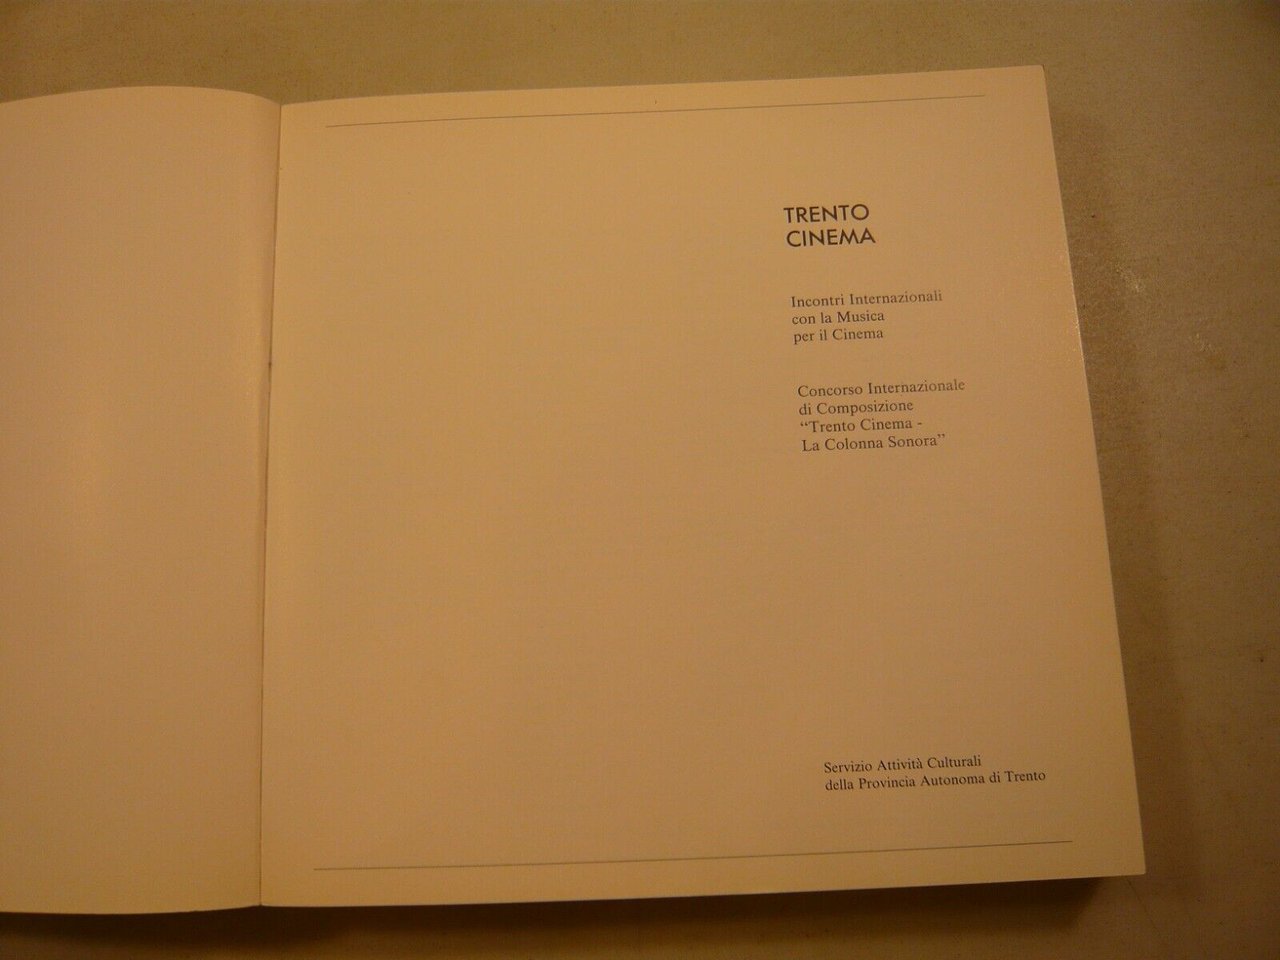 TRENTO
CINEMA
Incontri Internazionali
con la Musica
per il Cinema
Concorso Internazionale
di Composizione
“Trento Cinema -
La Colonna Sonora”
Servizio Attività Culturali
della Provincia Autonoma di Trento